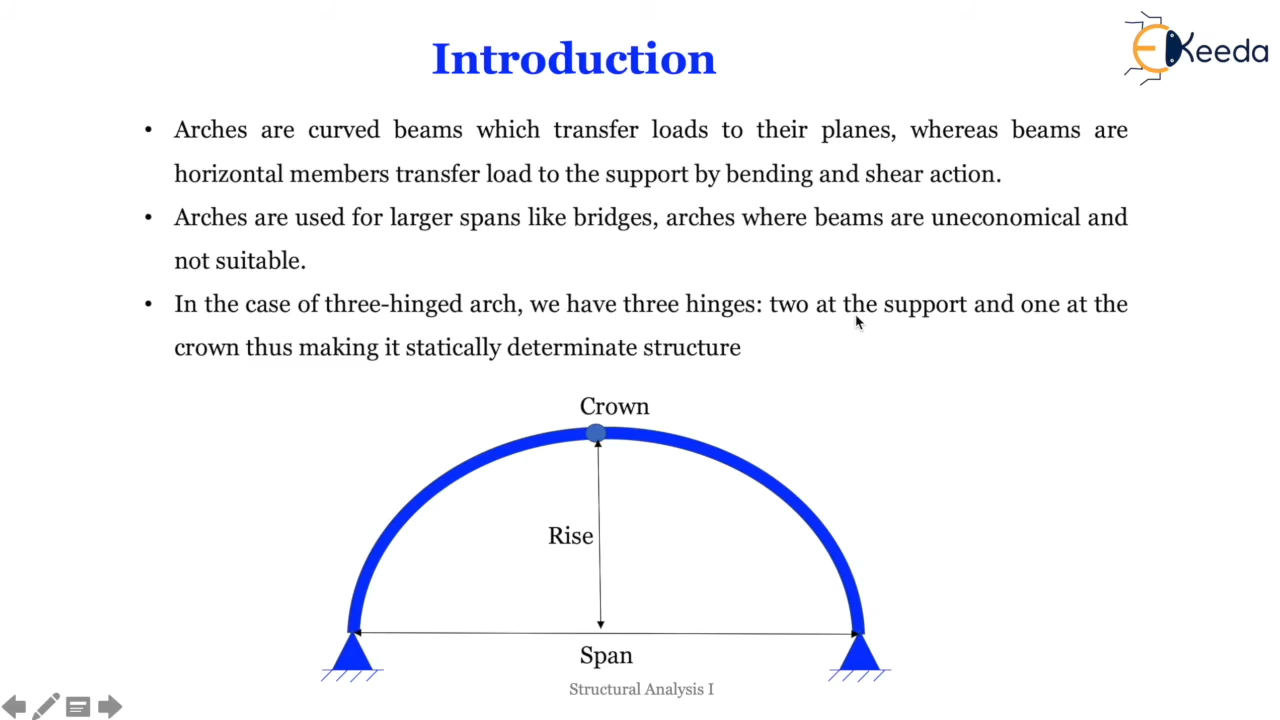 Introduction
EKeeda
• Arches are curved beams which transfer loads to their planes, whereas beams are
horizontal members transfer load to the support by bending and shear action.
• Arches are used for larger spans like bridges, arches where beams are uneconomical and
not suitable.
• In the case of three-hinged arch, we have three hinges: two at the support and one at the
crown thus making it statically determinate structure
Crown
Rise
Span
Structural Analysis I